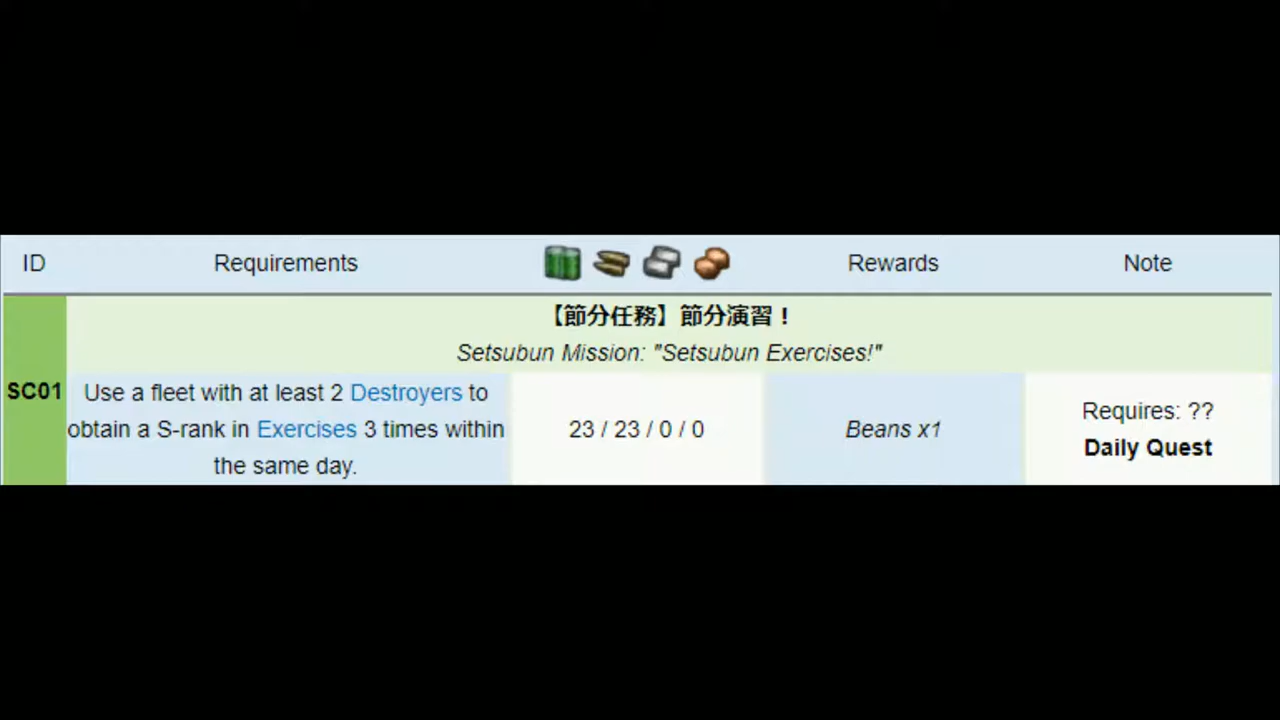 ID Requirements Rewards Note
【節分任務】節分演習！
Setsubun Mission: "Setsubun Exercises!"
SC01
Use a fleet with at least 2 Destroyers to
obtain a S-rank in Exercises 3 times within
the same day.
23 / 23 / 0 / 0
Beans x1
Requires: ??
Daily Quest